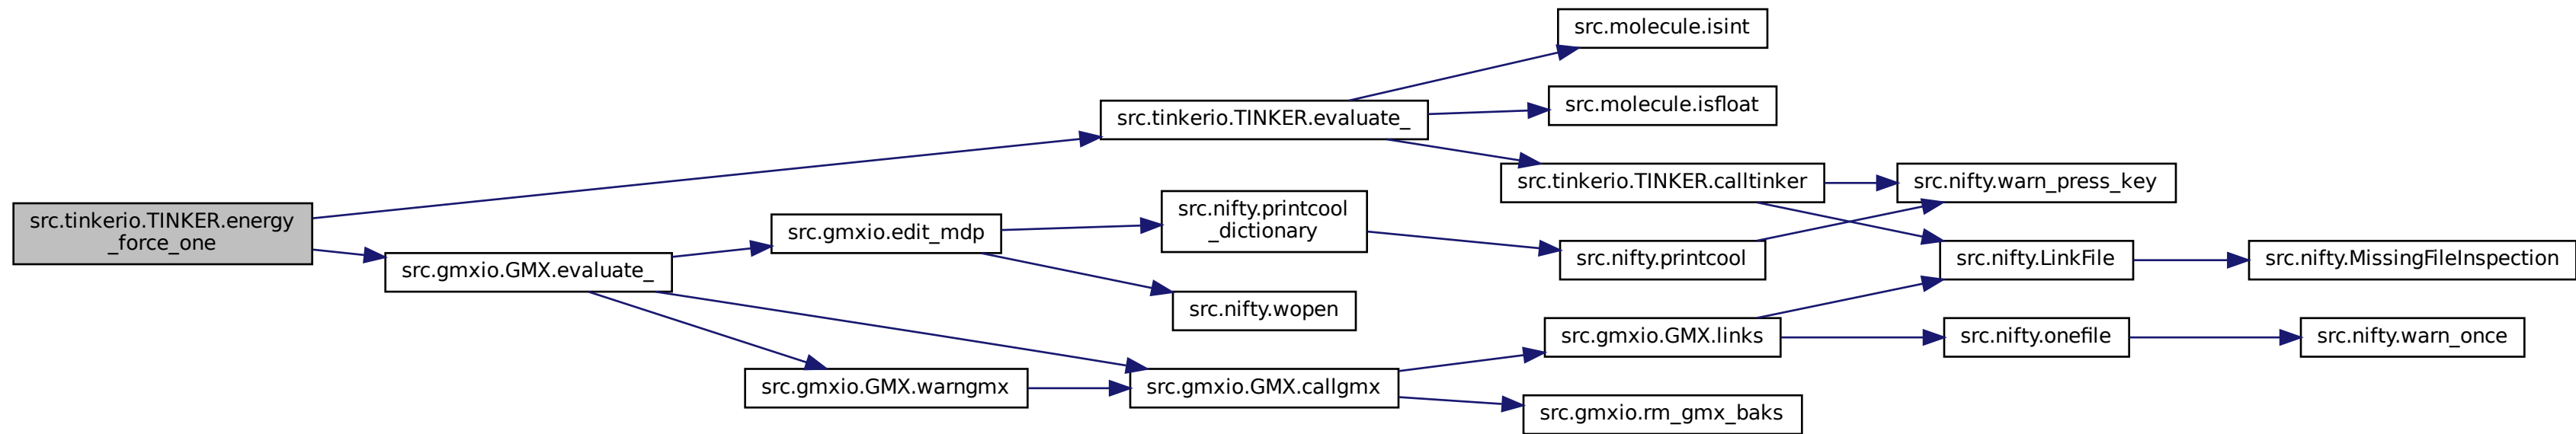 src.tinkerio.TINKER.energy
_force_one
src.tinkerio.TINKER.evaluate_
src.gmxio.GMX.evaluate_
src.molecule.isint
src.molecule.isfloat
src.tinkerio.TINKER.calltinker
src.nifty.warn_press_key
src.gmxio.edit_mdp
src.nifty.printcool
_dictionary
src.nifty.printcool
src.nifty.LinkFile
src.nifty.MissingFileInspection
src.nifty.wopen
src.gmxio.GMX.links
src.nifty.onefile
src.nifty.warn_once
src.gmxio.GMX.warngmx
src.gmxio.GMX.callgmx
src.gmxio.rm_gmx_baks